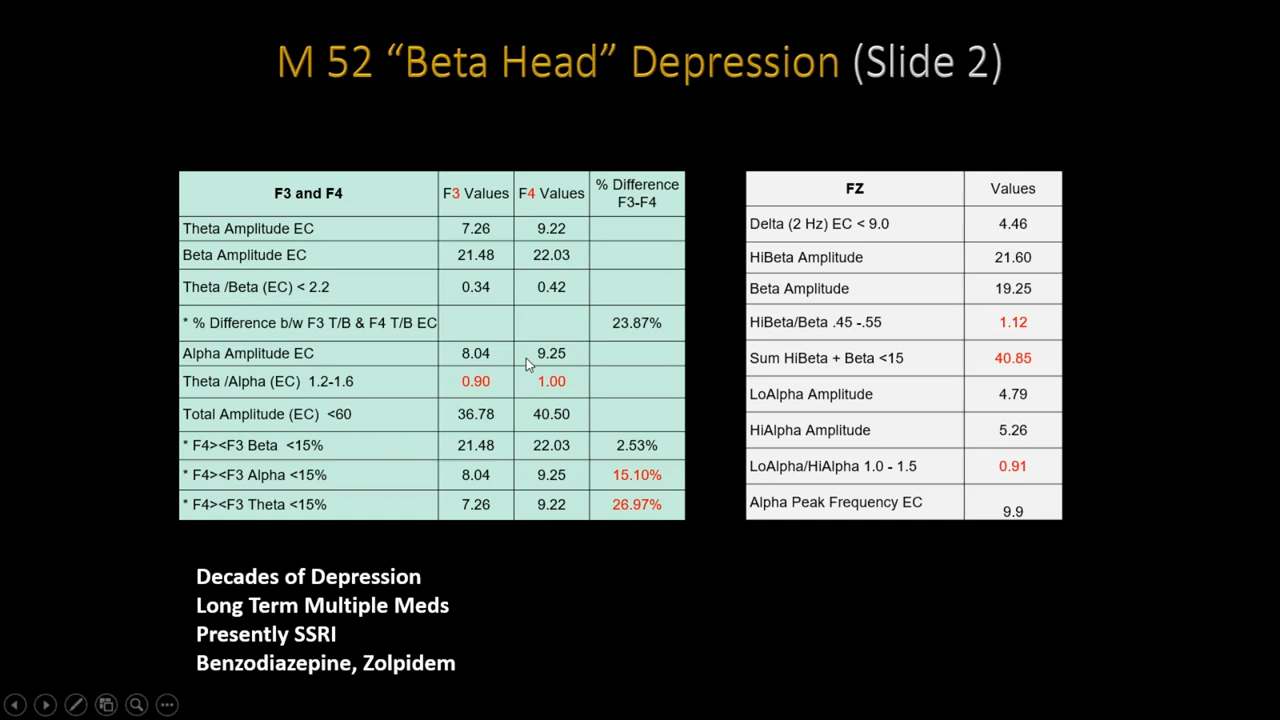 M 52 “Beta Head” Depression (Slide 2)
F3 and F4 F3 Values F4 Values % Difference F3-F4
Theta Amplitude EC 7.26 9.22
Beta Amplitude EC 21.48 22.03
Theta /Beta (EC) < 2.2 0.34 0.42
* % Difference b/w F3 T/B & F4 T/B EC 23.87%
Alpha Amplitude EC 8.04 9.25
Theta /Alpha (EC) 1.2-1.6 0.90 1.00
Total Amplitude (EC) <60 36.78 40.50
* F4><F3 Beta <15% 21.48 22.03 2.53%
* F4><F3 Alpha <15% 8.04 9.25 15.10%
* F4><F3 Theta <15% 7.26 9.22 26.97%
FZ Values
Delta (2 Hz) EC < 9.0 4.46
HiBeta Amplitude 21.60
Beta Amplitude 19.25
HiBeta/Beta .45 -.55 1.12
Sum HiBeta + Beta <15 40.85
LoAlpha Amplitude 4.79
HiAlpha Amplitude 5.26
LoAlpha/HiAlpha 1.0 - 1.5 0.91
Alpha Peak Frequency EC 9.9
Decades of Depression
Long Term Multiple Meds
Presently SSRI
Benzodiazepine, Zolpidem